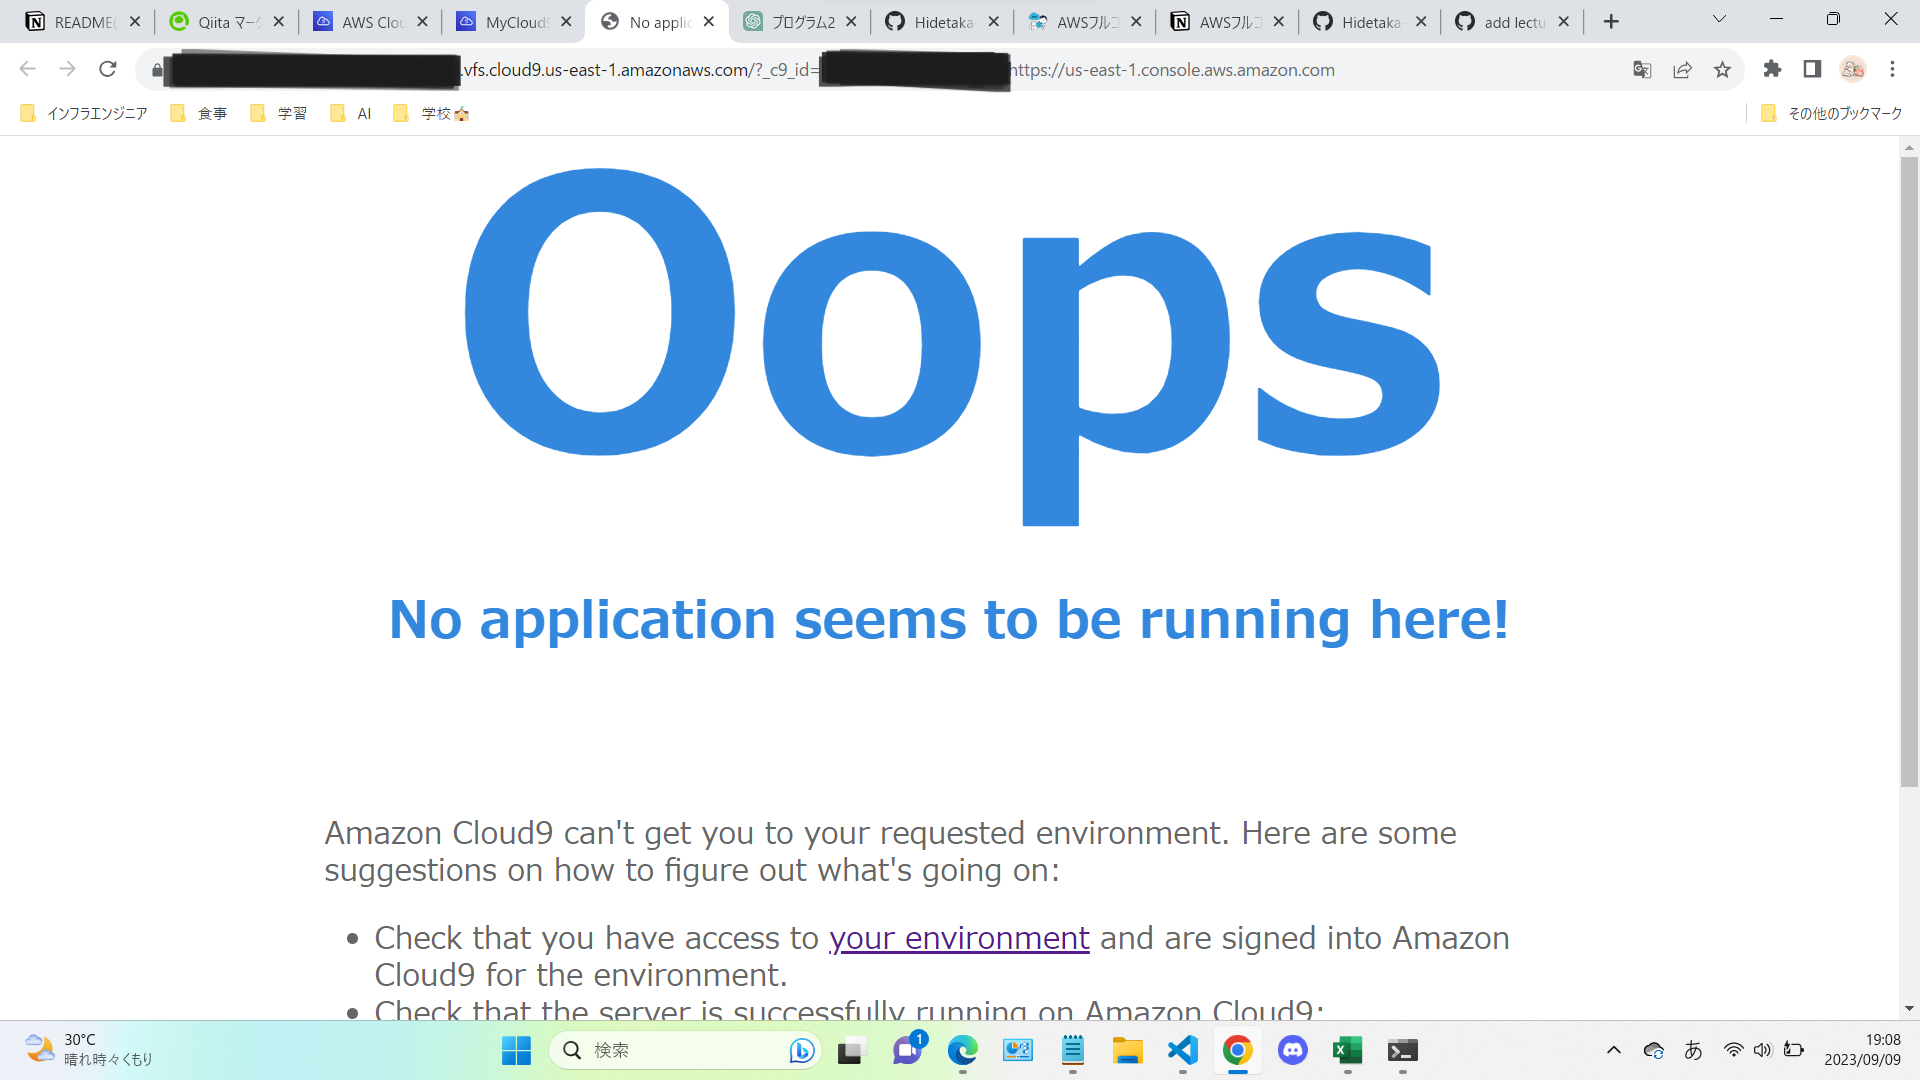 README(
Qiita マーク
AWS Clou
MyCloud9
No applic
プログラム2
Hidetaka-
AWSフルコ
AWSフルコ
Hidetaka-
add lectu
.vfs.cloud9.us-east-1.amazonaws.com/?_c9_id=
https://us-east-1.console.aws.amazon.com
インフラエンジニア
食事
学習
AI
学校
その他のブックマーク
Oops
No application seems to be running here!
Amazon Cloud9 can't get you to your requested environment. Here are some
suggestions on how to figure out what's going on:
• Check that you have access to your environment and are signed into Amazon
Cloud9 for the environment.
• Check that the server is successfully running on Amazon Cloud9:
30°C
晴れ時々くもり
検索
1
あ
19:08
2023/09/09